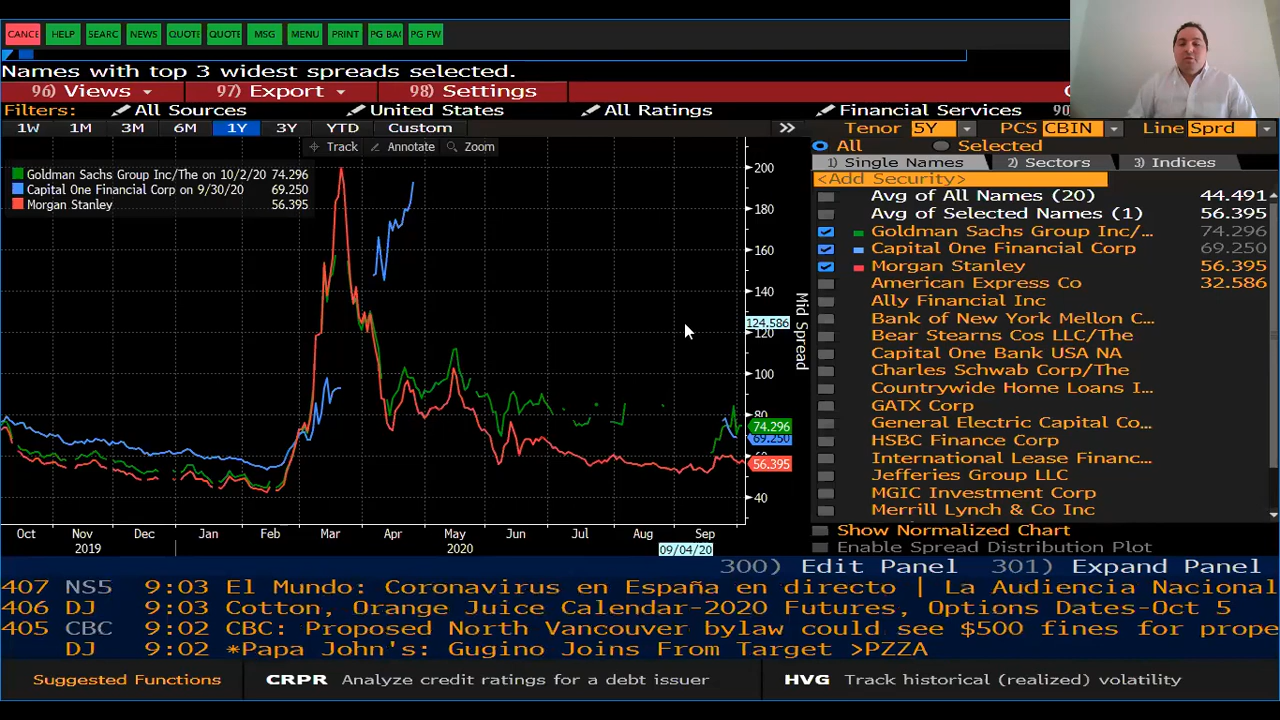 CANCE HELP SEARC NEWS QUOTE QUOTE MSG MENU PRINT PG BAC PG FW
Names with top 3 widest spreads selected.
96) Views 97) Export 98) Settings
Filters: All Sources United States All Ratings Financial Services 90
1W 1M 3M 6M 1Y 3Y YTD Custom
Tenor 5Y PCS CBIN Line Sprd
Track Annotate Zoom
All Selected
1) Single Names 2) Sectors 3) Indices
<Add Security>
Goldman Sachs Group Inc/The on 10/2/20 74.296
Capital One Financial Corp on 9/30/20 69.250
Morgan Stanley 56.395
200
180
160
140
124.586
120
100
80
74.296
69.250
56.395
40
Mid Spread
Oct Nov Dec Jan Feb Mar Apr May Jun Jul Aug Sep
2019 2020 09/04/20
Avg of All Names (20) 44.491
Avg of Selected Names (1) 56.395
Goldman Sachs Group Inc/... 74.296
Capital One Financial Corp 69.250
Morgan Stanley 56.395
American Express Co 32.586
Ally Financial Inc
Bank of New York Mellon C...
Bear Stearns Cos LLC/The
Capital One Bank USA NA
Charles Schwab Corp/The
Countrywide Home Loans I...
GATX Corp
General Electric Capital Co...
HSBC Finance Corp
International Lease Financ...
Jefferies Group LLC
MGIC Investment Corp
Merrill Lynch & Co Inc
Show Normalized Chart
Enable Spread Distribution Plot
300) Edit Panel 301) Expand Panel
407 NS5 9:03 El Mundo: Coronavirus en España en directo | La Audiencia Nacional
406 DJ 9:03 Cotton, Orange Juice Calendar-2020 Futures, Options Dates-Oct 5
405 CBC 9:02 CBC: Proposed North Vancouver bylaw could see $500 fines for prope
DJ 9:02 *Papa John's: Gugino Joins From Target >PZZA
Suggested Functions CRPR Analyze credit ratings for a debt issuer HVG Track historical (realized) volatility